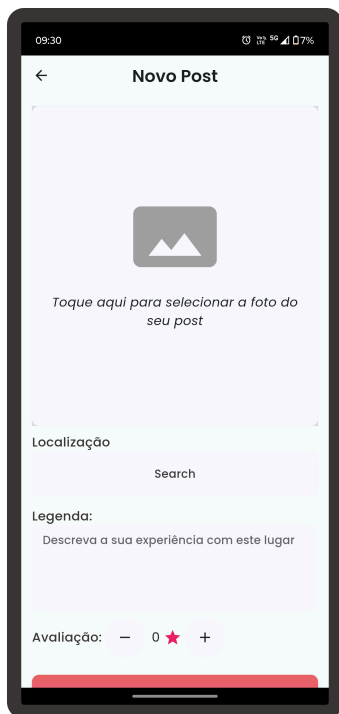 09:30 5G 7%
Novo Post
Toque aqui para selecionar a foto do
seu post
Localização
Search
Legenda:
Descreva a sua experiência com este lugar
Avaliação: − 0 +